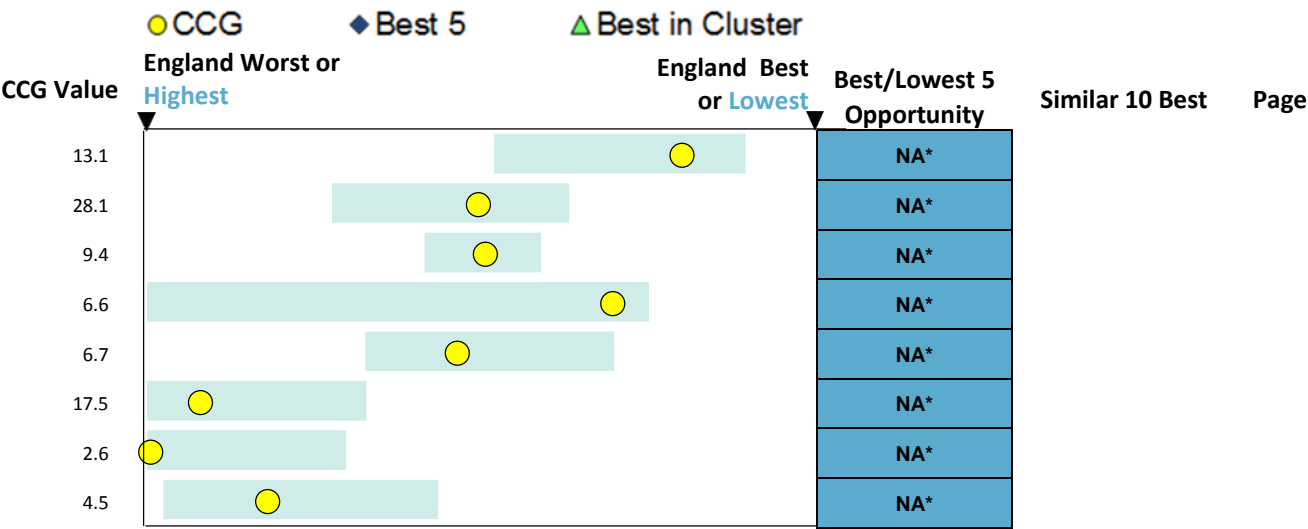 CCG Best 5 Best in Cluster
CCG Value England Worst or Highest England Best or Lowest Best/Lowest 5 Opportunity Similar 10 Best Page
13.1 NA*
28.1 NA*
9.4 NA*
6.6 NA*
6.7 NA*
17.5 NA*
2.6 NA*
4.5 NA*